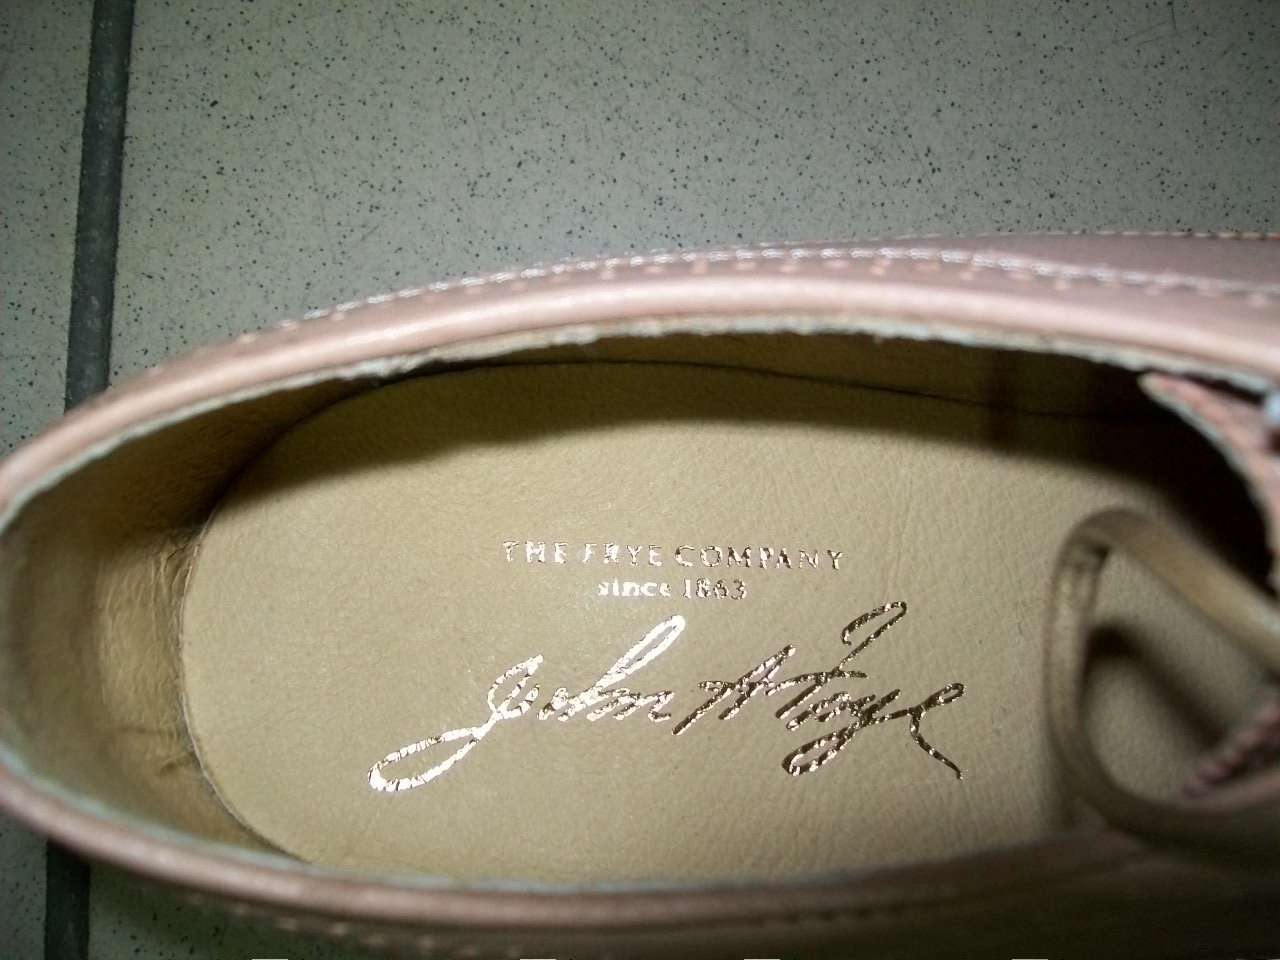 THE FRYE COMPANY
since 1863
John A Frye